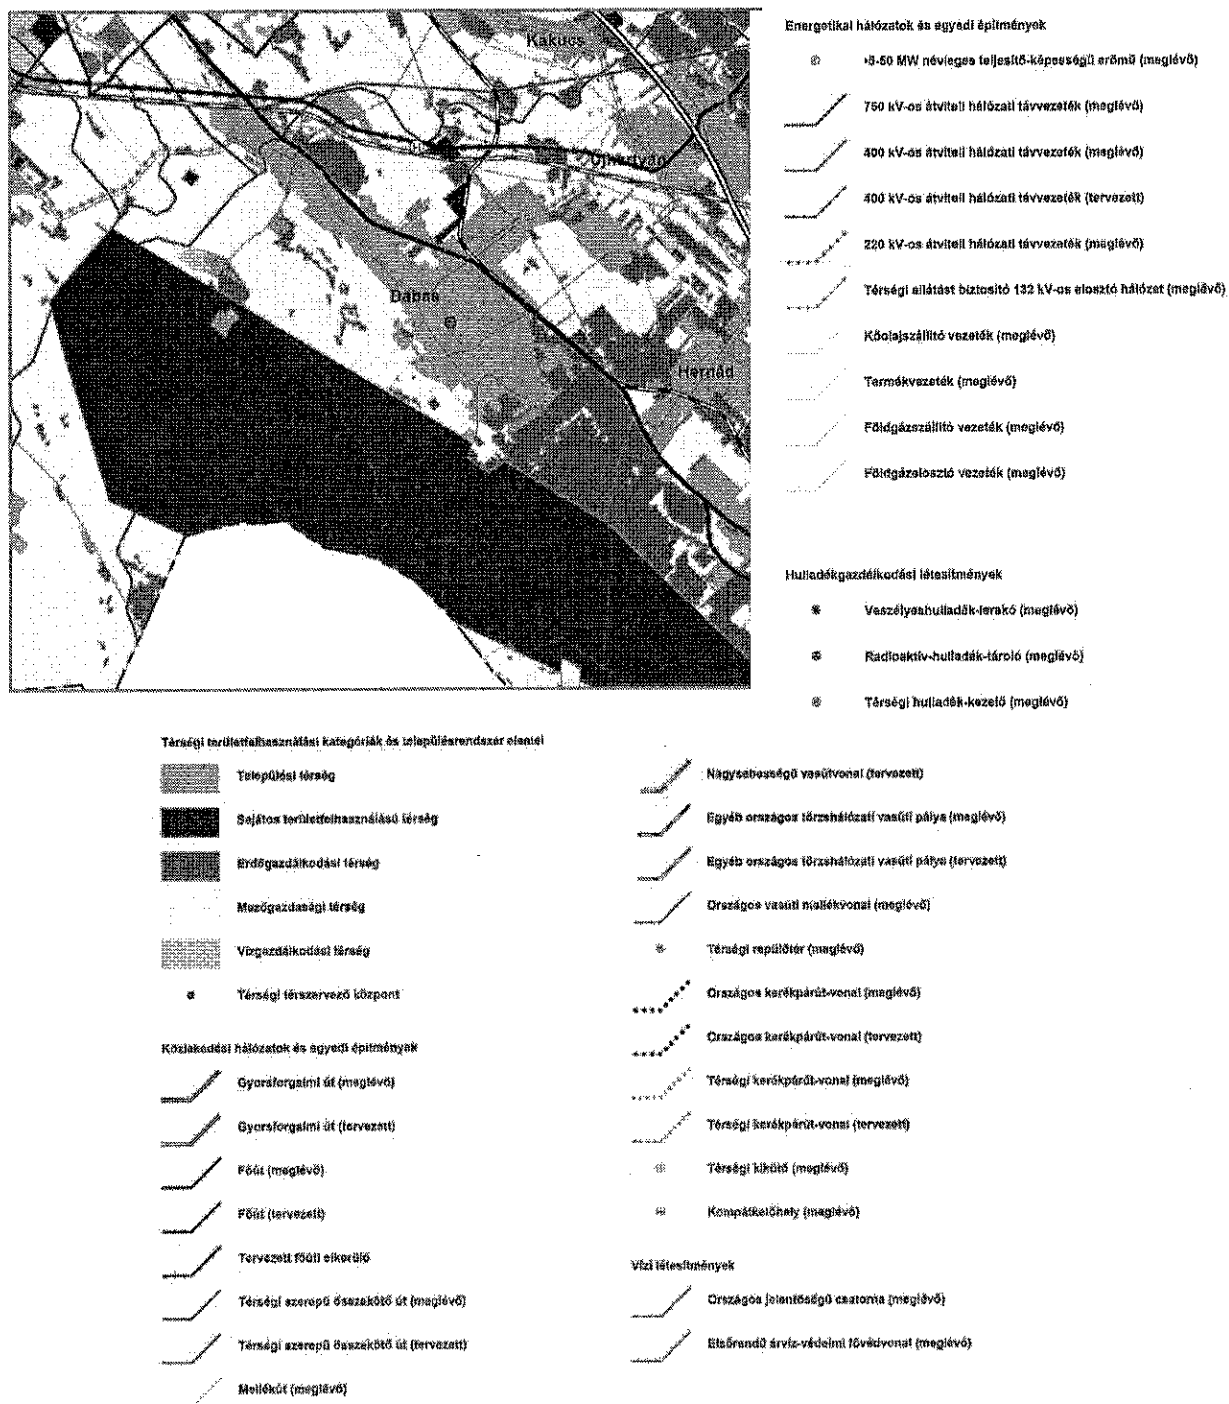 Kakucs
Újhartyán
Dabas
Hernád
Energetikai hálózatok és egyedi építmények
>5-50 MW névleges teljesítő-képességű erőmű (meglévő)
750 kV-os átviteli hálózati távvezeték (meglévő)
400 kV-os átviteli hálózati távvezeték (meglévő)
400 kV-os átviteli hálózati távvezeték (tervezett)
220 kV-os átviteli hálózati távvezeték (meglévő)
Térségi ellátást biztosító 132 kV-os elosztó hálózat (meglévő)
Kőolajszállító vezeték (meglévő)
Termékvezeték (meglévő)
Földgázszállító vezeték (meglévő)
Földgázelosztó vezeték (meglévő)
Hulladékgazdálkodási létesítmények
Veszélyeshulladék-lerakó (meglévő)
Radioaktív-hulladék-tároló (meglévő)
Térségi hulladék-kezelő (meglévő)
Térségi területfelhasználási kategóriák és településrendszer elemei
Települési térség
Sajátos területfelhasználású térség
Erdőgazdálkodási térség
Mezőgazdasági térség
Vízgazdálkodási térség
Térségi térszervező központ
Közlekedési hálózatok és egyedi építmények
Gyorsforgalmi út (meglévő)
Gyorsforgalmi út (tervezett)
Főút (meglévő)
Főút (tervezett)
Tervezett főúti elkerülő
Térségi szerepű összekötő út (meglévő)
Térségi szerepű összekötő út (tervezett)
Mellékút (meglévő)
Nagysebességű vasútvonal (tervezett)
Egyéb országos törzshálózati vasúti pálya (meglévő)
Egyéb országos törzshálózati vasúti pálya (tervezett)
Országos vasúti mellékvonal (meglévő)
Térségi repülőtér (meglévő)
Országos kerékpárút-vonal (meglévő)
Országos kerékpárút-vonal (tervezett)
Térségi kerékpárút-vonal (meglévő)
Térségi kerékpárút-vonal (tervezett)
Térségi kikötő (meglévő)
Kompátkelőhely (meglévő)
Vízi létesítmények
Országos jelentőségű csatorna (meglévő)
Elsőrendű árvíz-védelmi fővédvonal (meglévő)